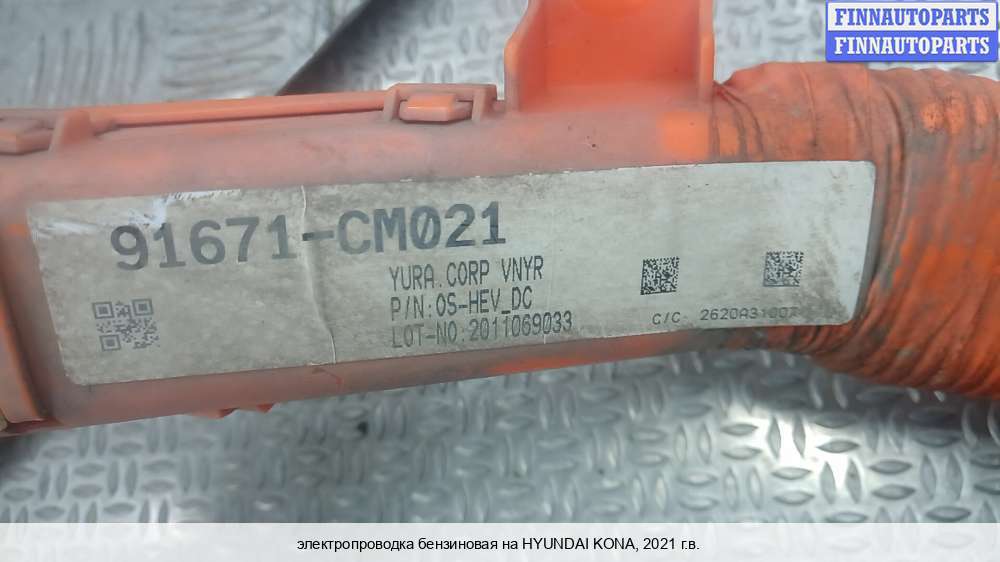 FINNAUTOPARTS
FINNAUTOPARTS
91671-CM021
YURA.CORP VNYR
P/N:OS-HEV_DC
LOT-NO:2011069033
C/C
электропроводка бензиновая на HYUNDAI KONA, 2021 г.в.